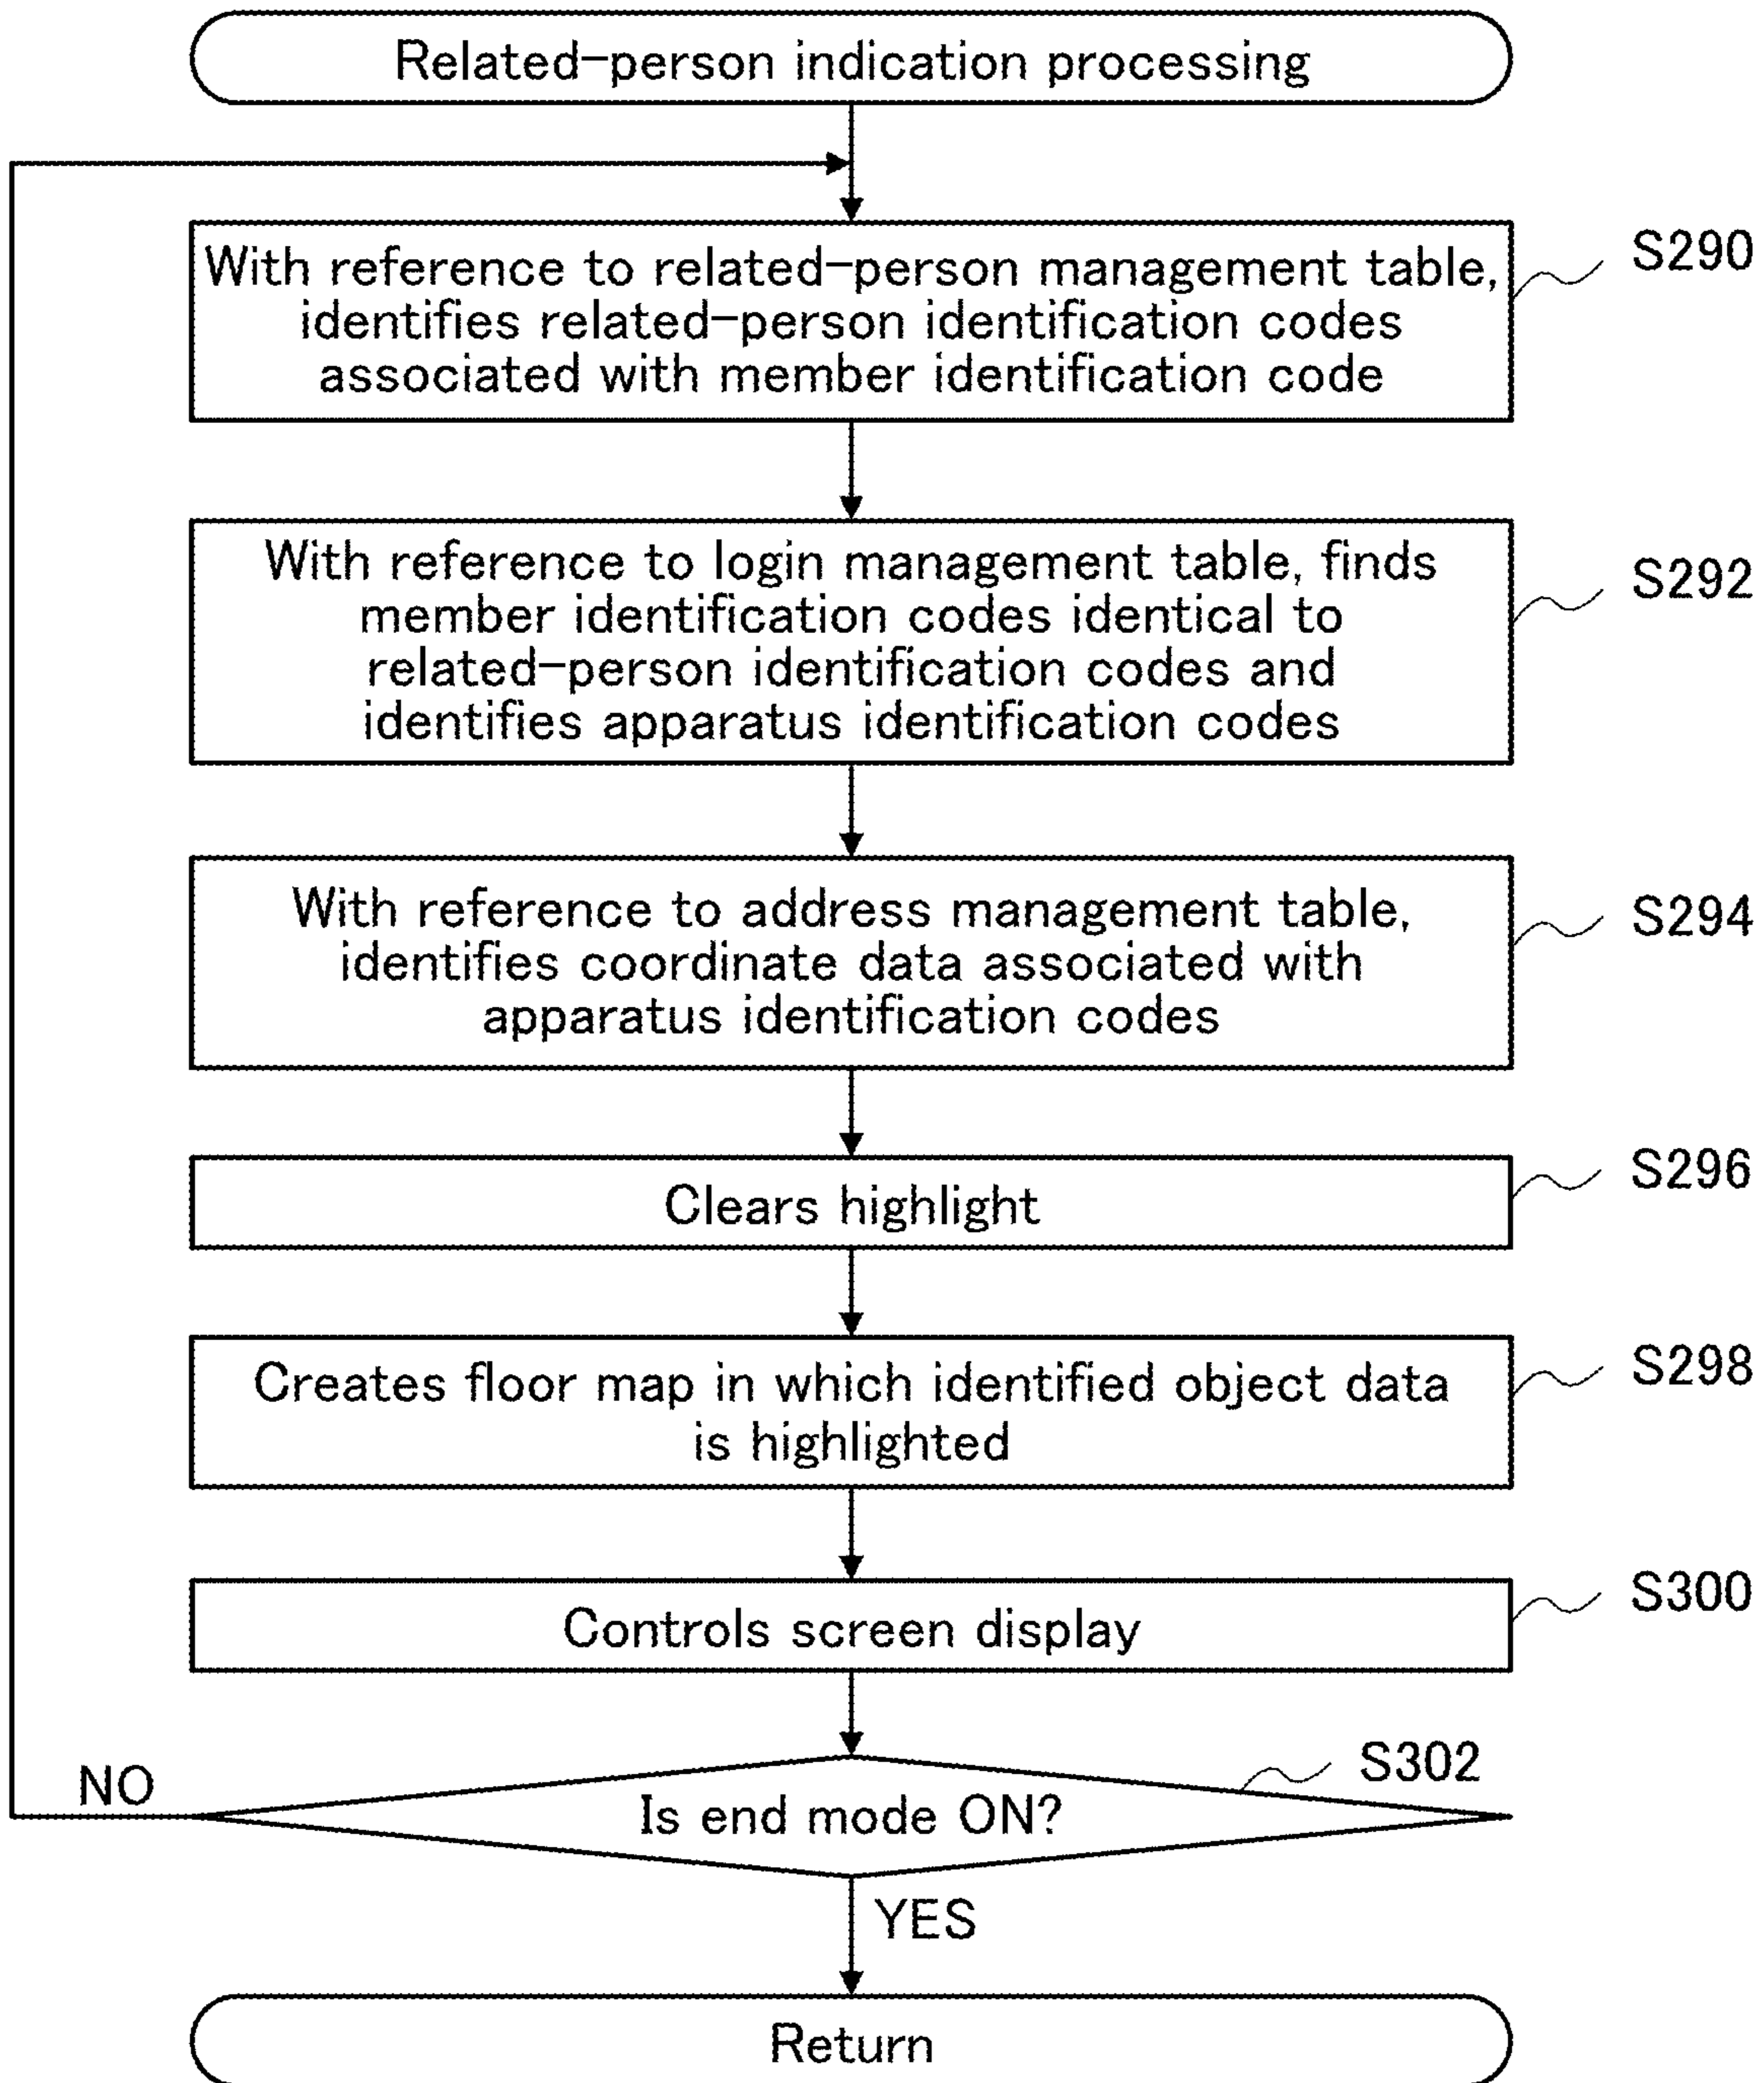 Related-person indication processing
With reference to related-person management table,
identifies related-person identification codes
associated with member identification code
S290
With reference to login management table, finds
member identification codes identical to
related-person identification codes and
identifies apparatus identification codes
S292
With reference to address management table,
identifies coordinate data associated with
apparatus identification codes
S294
Clears highlight
S296
Creates floor map in which identified object data
is highlighted
S298
Controls screen display
S300
Is end mode ON?
S302
NO
YES
Return